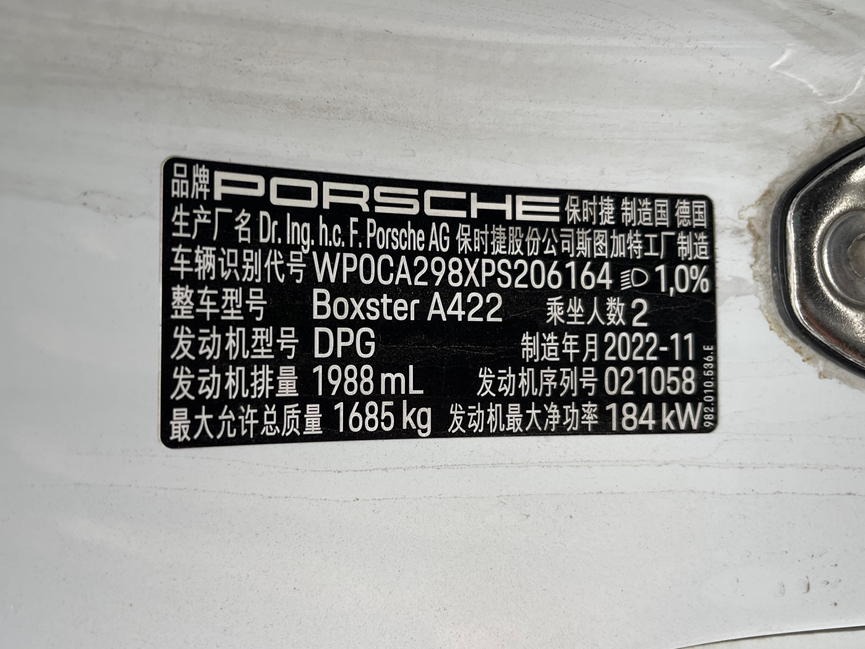 品牌 PORSCHE 保时捷 制造国 德国
生产厂名 Dr. Ing. h.c. F. Porsche AG 保时捷股份公司斯图加特工厂制造
车辆识别代号 WP0CA298XPS206164 1,0%
整车型号 Boxster A422 乘坐人数 2
发动机型号 DPG 制造年月 2022-11
发动机排量 1988 mL 发动机序列号 021058
最大允许总质量 1685 kg 发动机最大净功率 184 kW
982.010.536.E